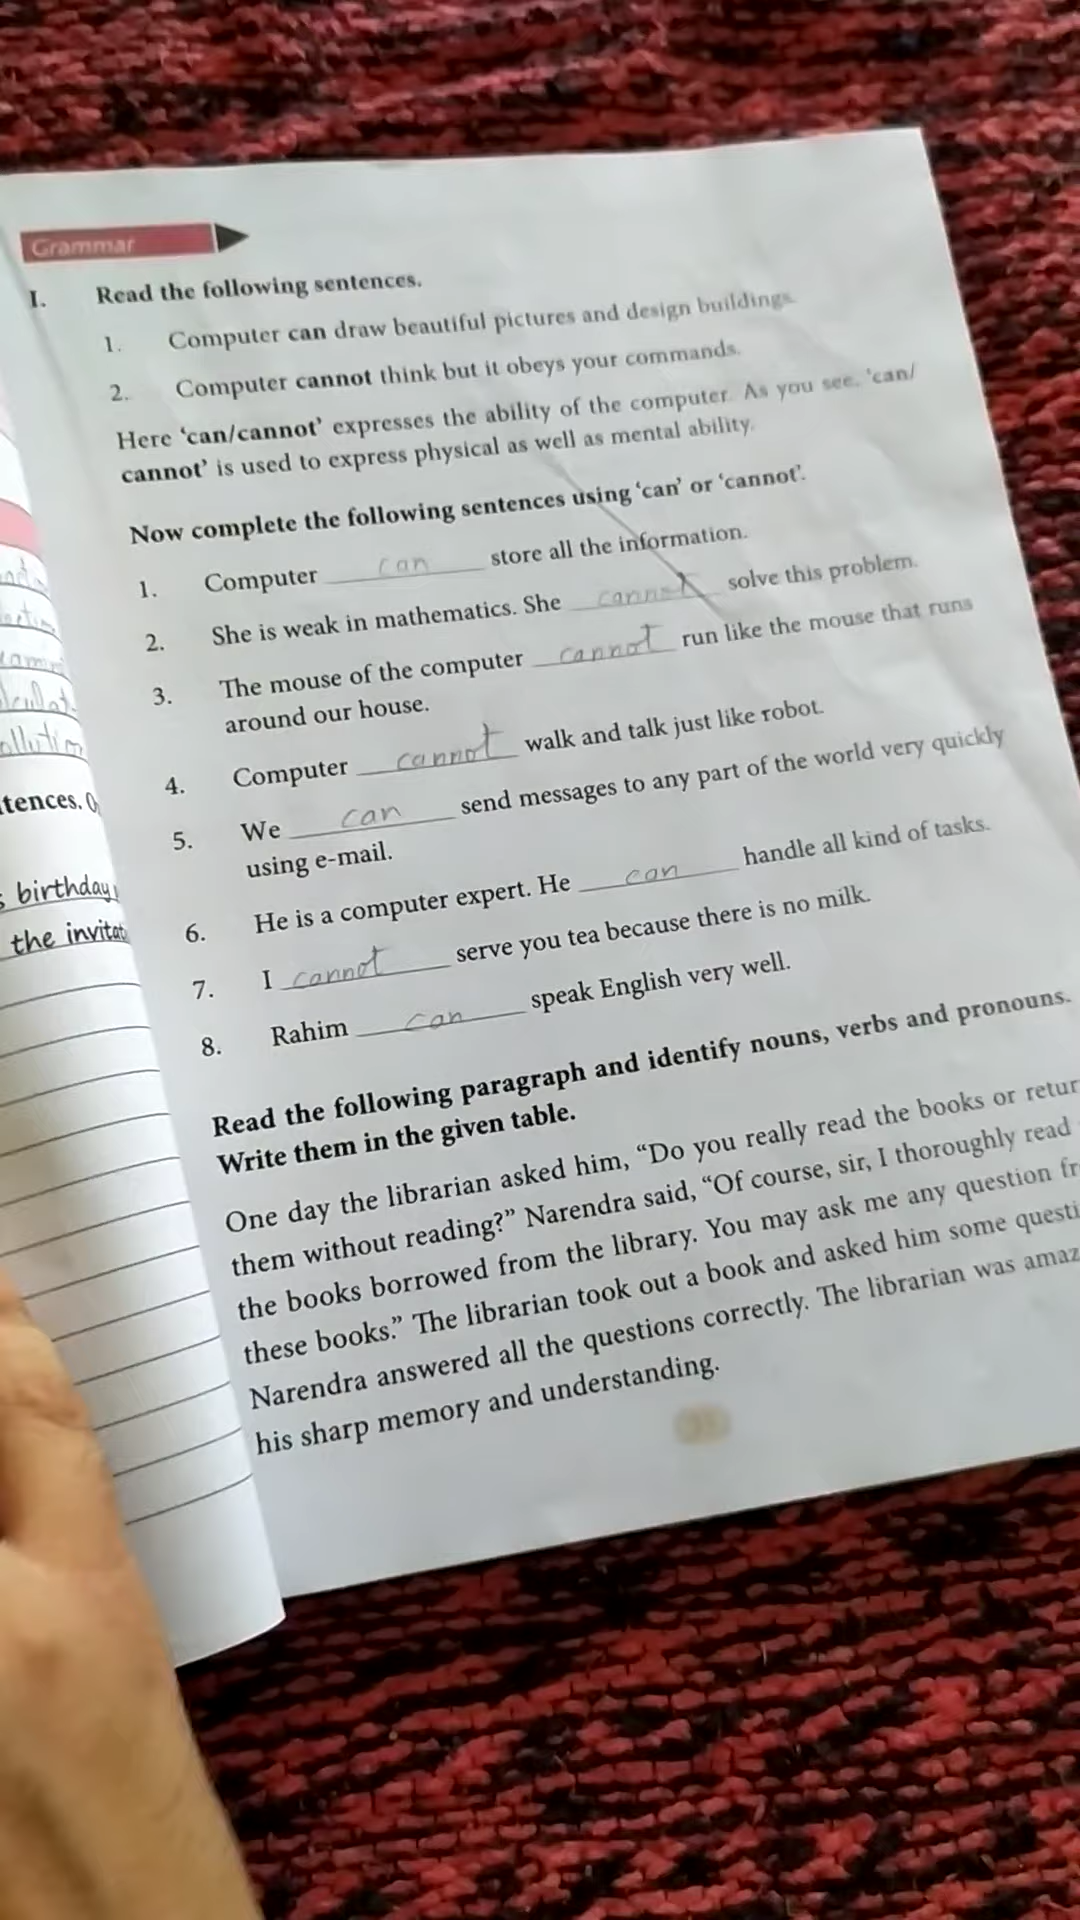 Grammar
I. Read the following sentences.
1. Computer can draw beautiful pictures and design buildings.
2. Computer cannot think but it obeys your commands.
Here ‘can/cannot’ expresses the ability of the computer. As you see, ‘can/
cannot’ is used to express physical as well as mental ability.
Now complete the following sentences using ‘can’ or ‘cannot’.
1. Computer can store all the information.
2. She is weak in mathematics. She cannot solve this problem.
3. The mouse of the computer cannot run like the mouse that runs
around our house.
4. Computer cannot walk and talk just like robot.
5. We can send messages to any part of the world very quickly
using e-mail.
6. He is a computer expert. He can handle all kind of tasks.
7. I cannot serve you tea because there is no milk.
8. Rahim can speak English very well.
Read the following paragraph and identify nouns, verbs and pronouns.
Write them in the given table.
One day the librarian asked him, “Do you really read the books or retur
them without reading?” Narendra said, “Of course, sir, I thoroughly read
the books borrowed from the library. You may ask me any question fr
these books.” The librarian took out a book and asked him some questi
Narendra answered all the questions correctly. The librarian was amaz
his sharp memory and understanding.
tences.
birthday
the invitat